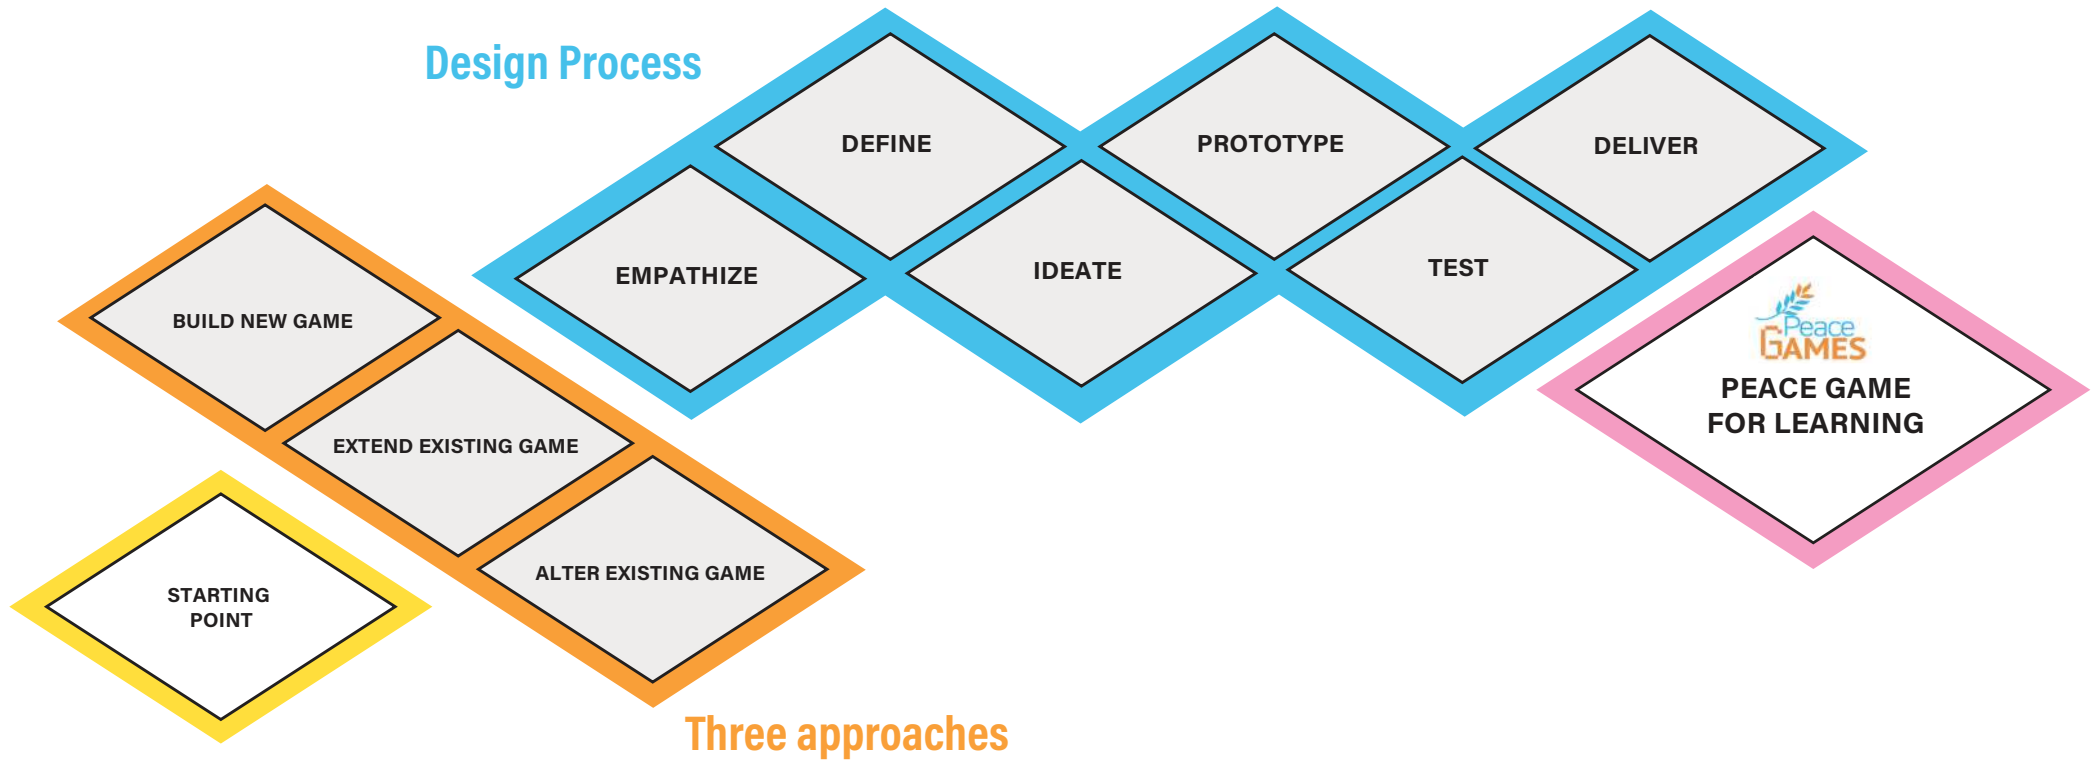 Design Process
DEFINE
PROTOTYPE
DELIVER
EMPATHIZE
IDEATE
TEST
BUILD NEW GAME
EXTEND EXISTING GAME
ALTER EXISTING GAME
STARTING
POINT
Peace
GAMES
PEACE GAME
FOR LEARNING
Three approaches